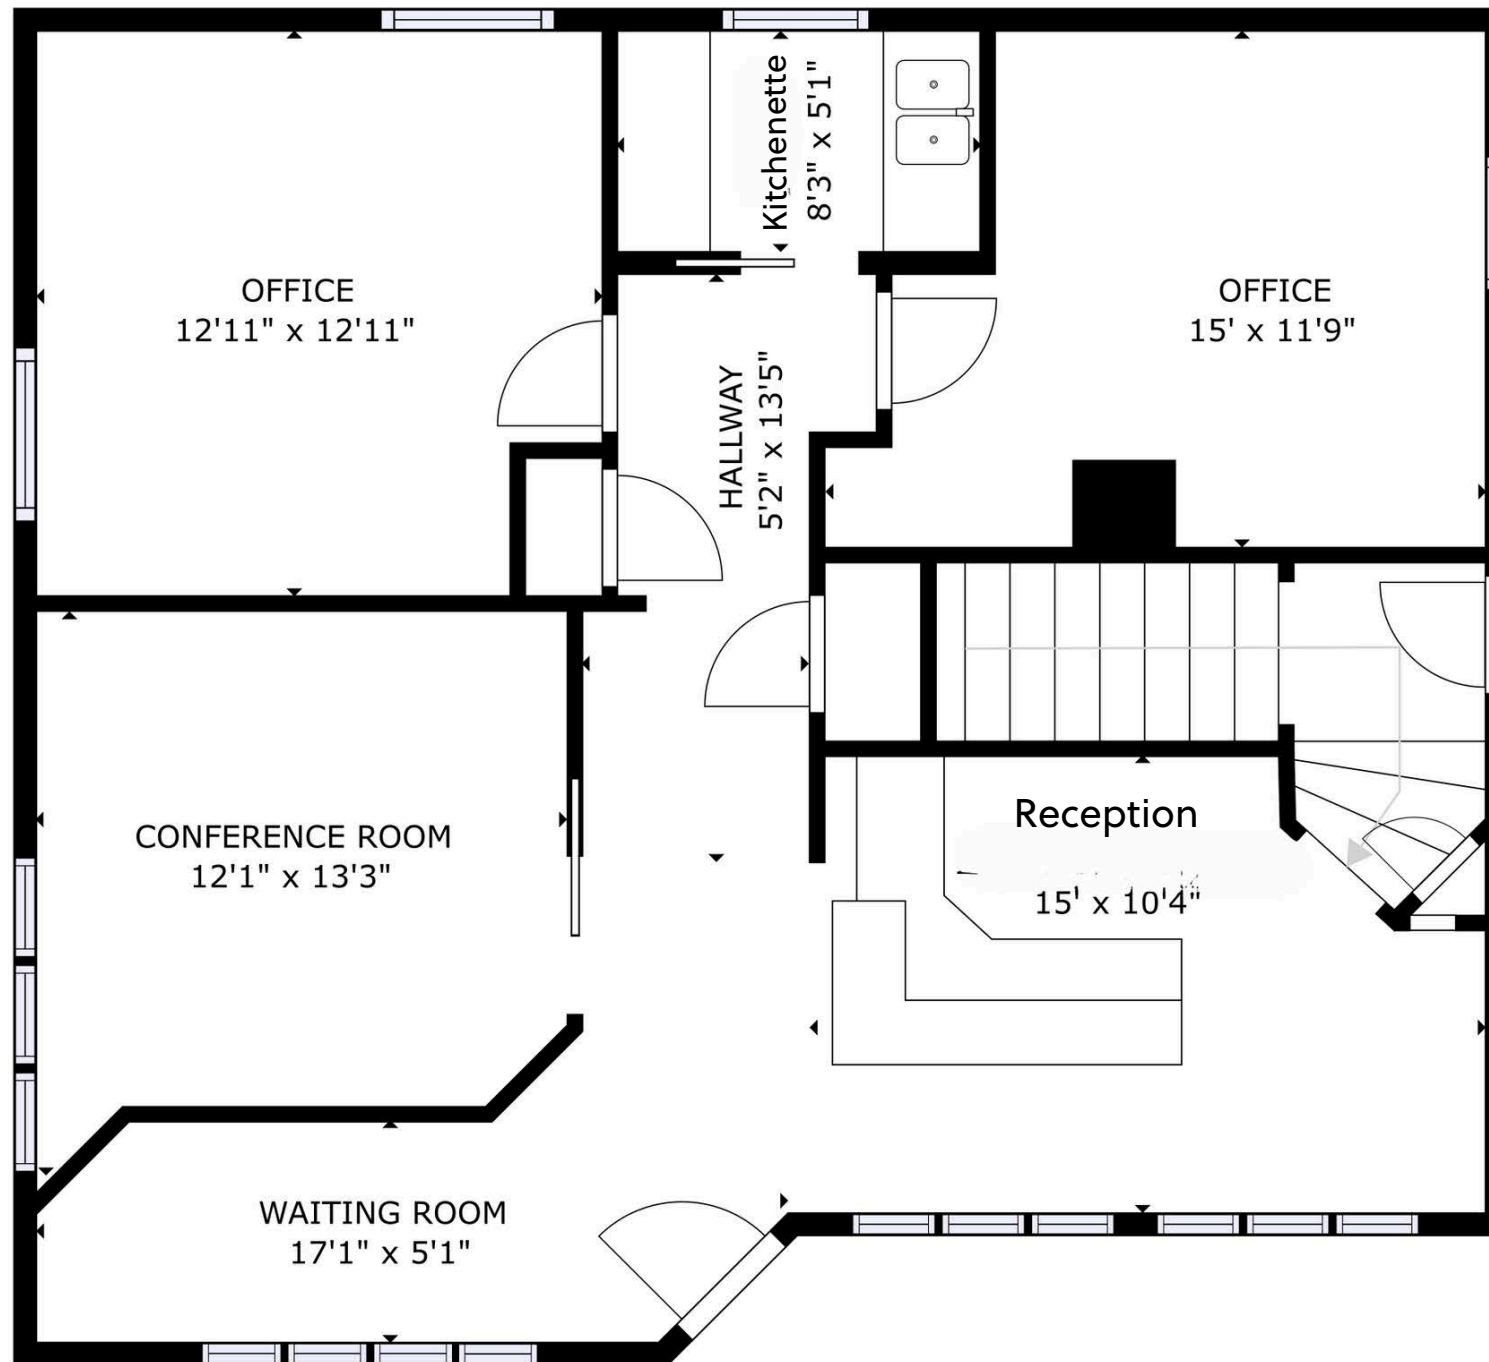 Kitchenette
8'3" x 5'1"
OFFICE
12'11" x 12'11"
OFFICE
15' x 11'9"
HALLWAY
5'2" x 13'5"
Reception
15' x 10'4"
CONFERENCE ROOM
12'1" x 13'3"
WAITING ROOM
17'1" x 5'1"